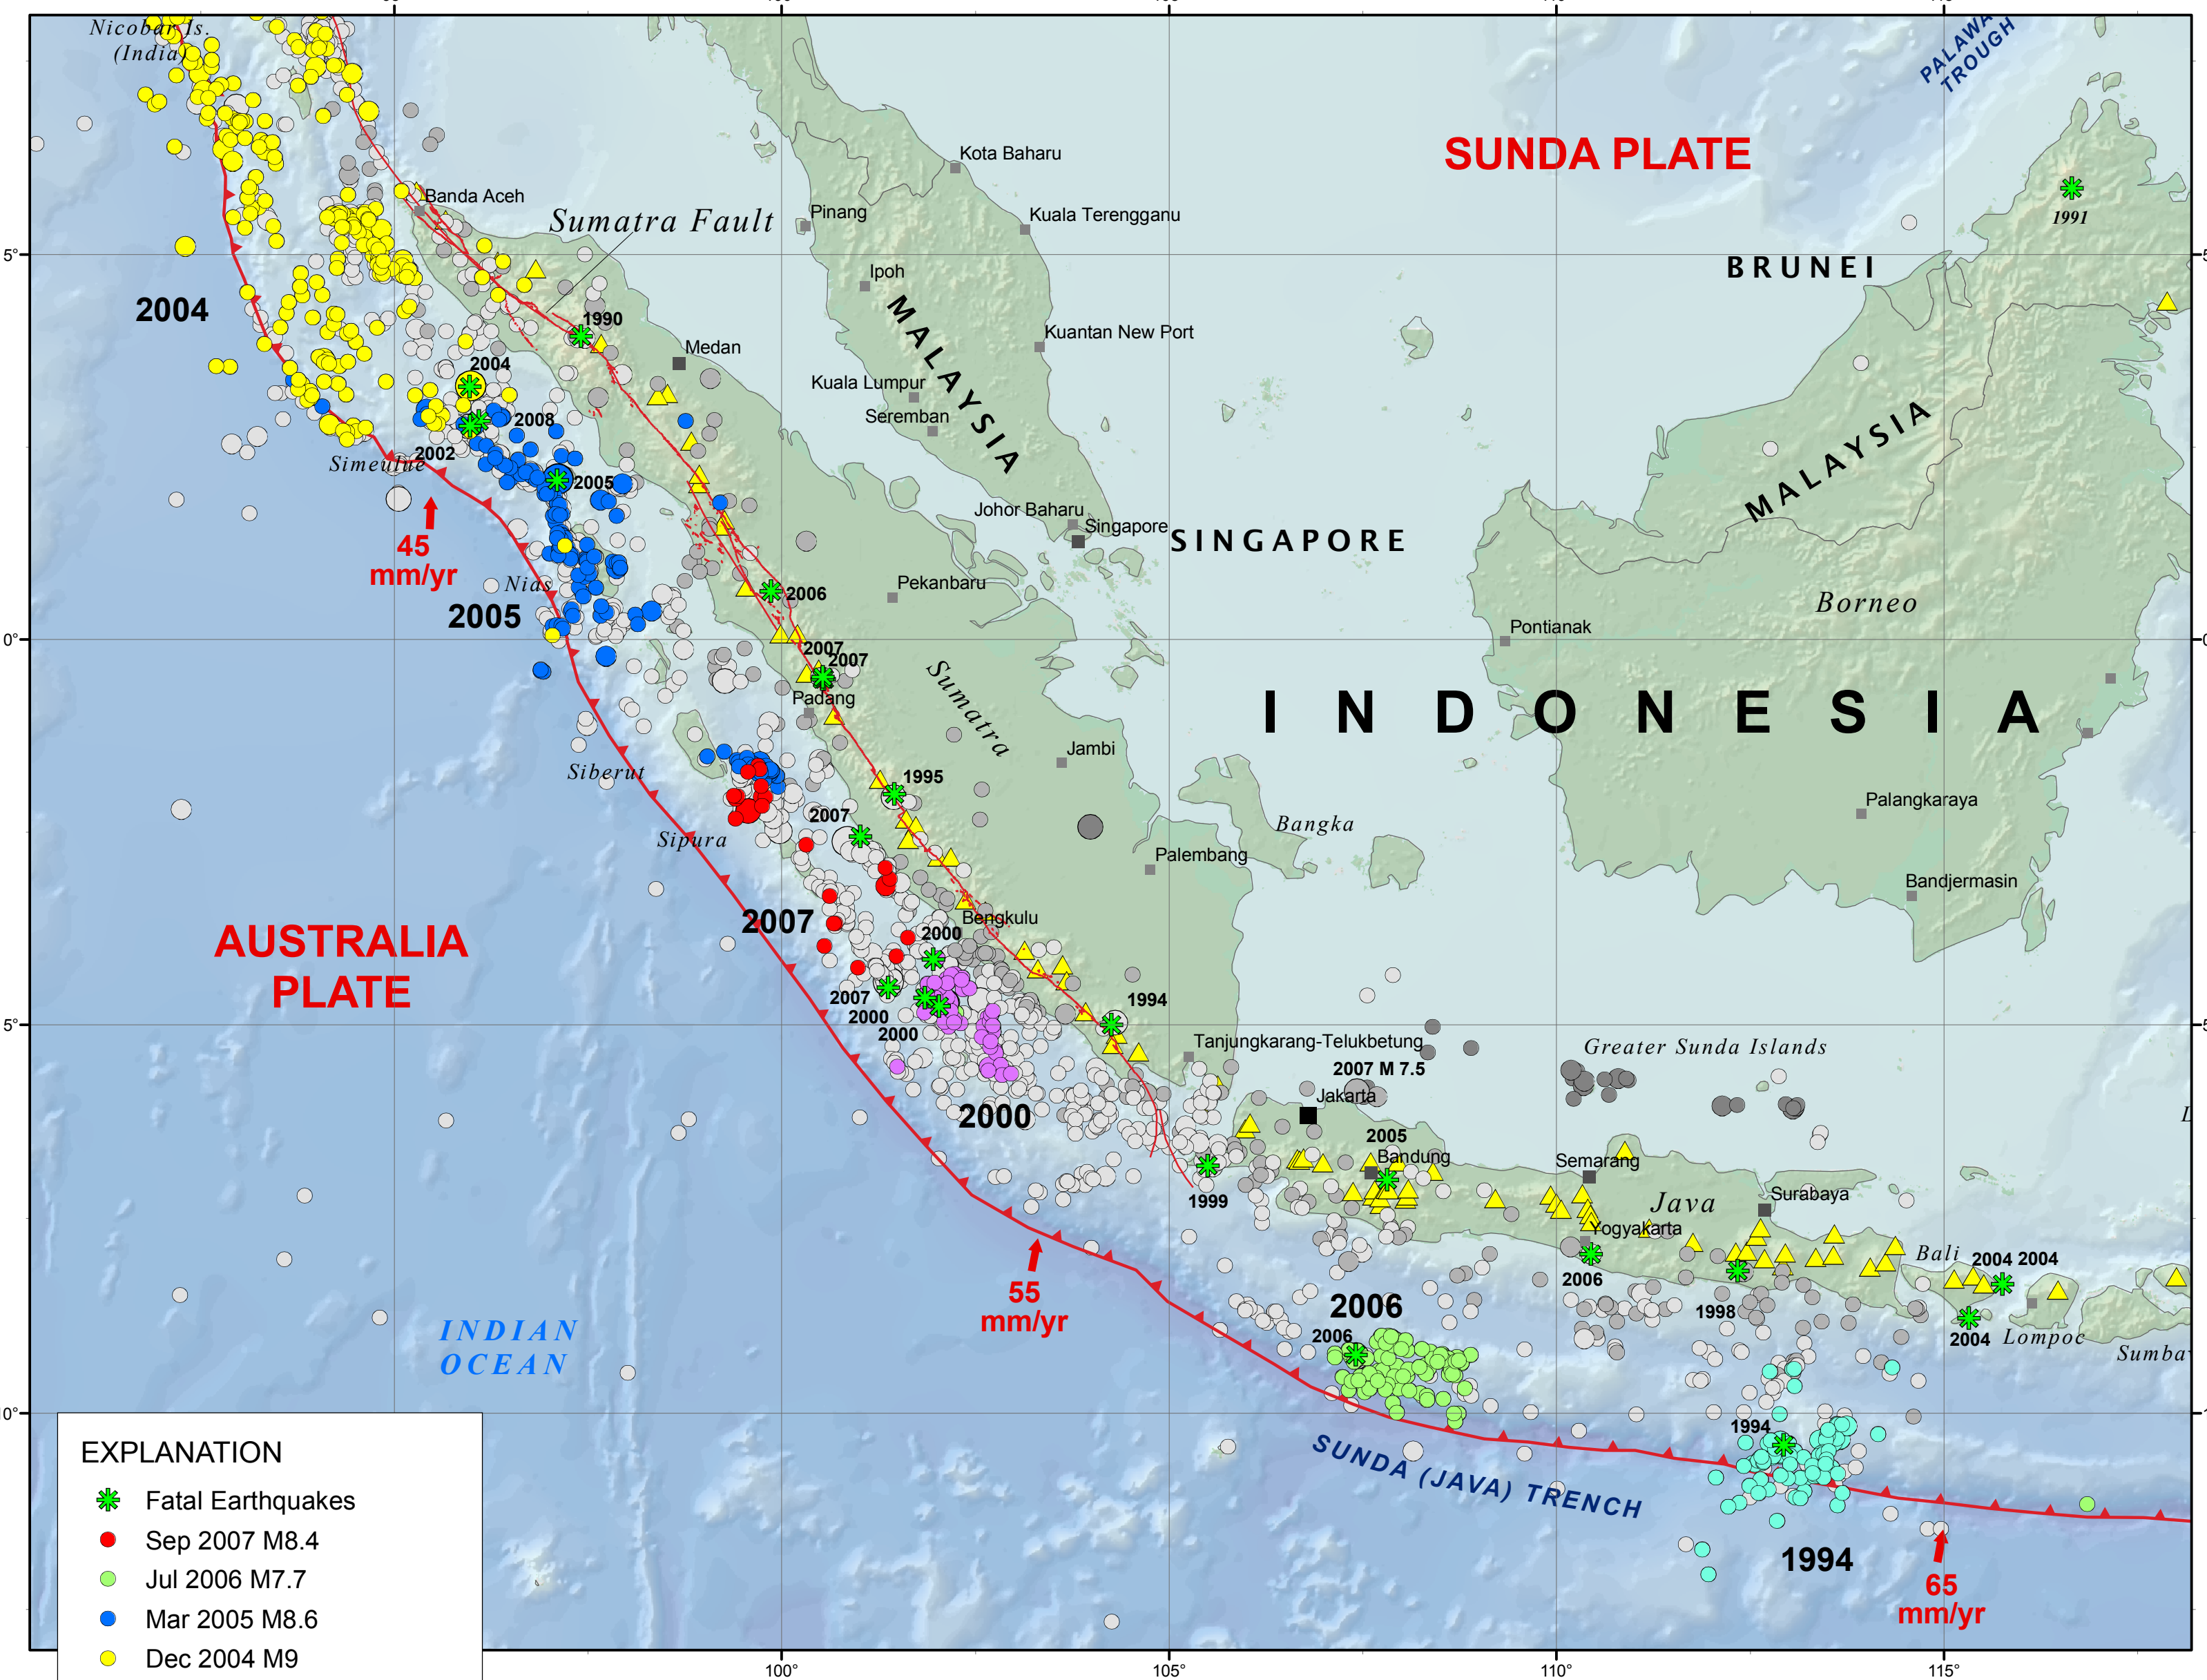 100°
105°
110°
115°
Nicobar Is.
(India)
PALAWA
TROUGH
SUNDA PLATE
Kota Baharu
Banda Aceh
Sumatra Fault
Pinang
Kuala Terengganu
1991
5°
BRUNEI
Ipoh
2004
1990
Medan
MALAYSIA
Kuantan New Port
2004
Kuala Lumpur
Seremban
2008
2002
Simeulue
2005
MALAYSIA
Johor Baharu
Singapore
SINGAPORE
45
mm/yr
Nias
2005
2006
Pekanbaru
Borneo
Pontianak
0°
2007
2007
Padang
Sumatra
INDONESIA
Jambi
Siberut
1995
2007
Sipura
Bangka
Palangkaraya
Palembang
Bandjermasin
2007
Bengkulu
2000
AUSTRALIA
PLATE
2007
2000
2000
1994
5°
Tanjungkarang-Telukbetung
Greater Sunda Islands
2007 M 7.5
Jakarta
2000
2005
Bandung
Semarang
1999
Java
Surabaya
Yogyakarta
Bali
2004 2004
2006
55
mm/yr
2006
1998
2006
2004
Lompoc
Sumba
INDIAN
OCEAN
10°
SUNDA (JAVA) TRENCH
1994
1994
65
mm/yr
EXPLANATION
Fatal Earthquakes
Sep 2007 M8.4
Jul 2006 M7.7
Mar 2005 M8.6
Dec 2004 M9
100°
105°
110°
115°